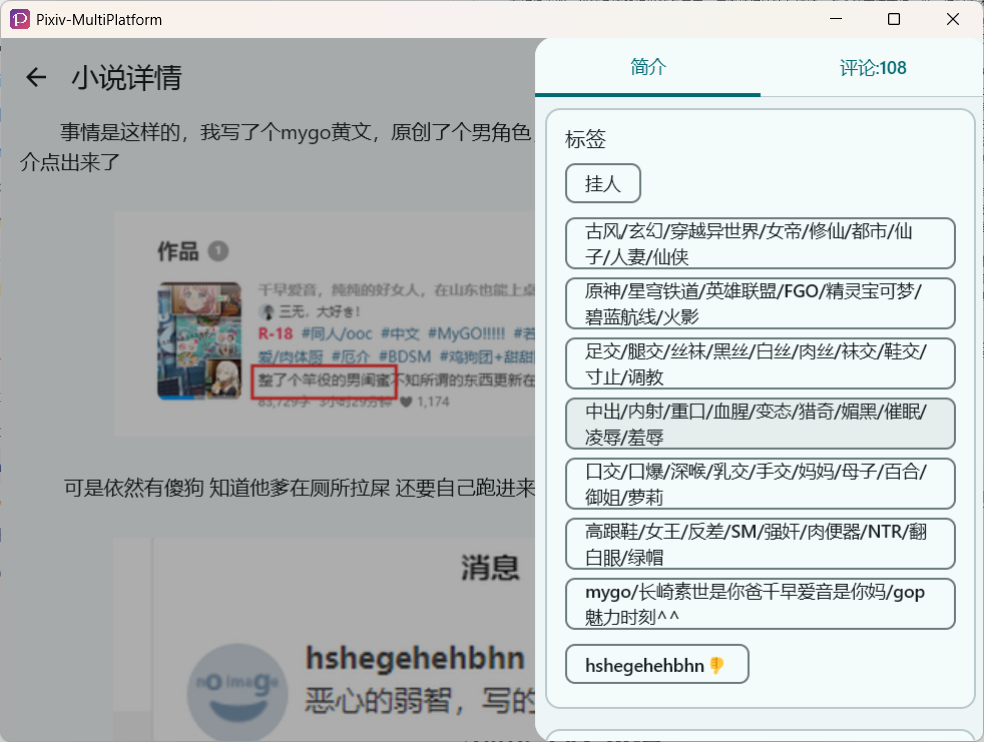 Pixiv-MultiPlatform
小说详情
事情是这样的，我写了个mygo黄文，原创了个男角色
介点出来了
作品 1
千早爱音，纯纯的好女人，在山东也能上桌
三无，大好き！
R-18 #同人/ooc #中文 #MyGO!!!!! #若
爱/肉体厨 #厄介 #BDSM #鸡狗团+甜甜
整了个竿役的男闺蜜不知所谓的东西更新在
83,729字 3小时29分钟 1,174
可是依然有傻狗 知道他爹在厕所拉屎 还要自己跑进来
消息
no image
hshegehehbhn
恶心的弱智，写的
简介
评论:108
标签
挂人
古风/玄幻/穿越异世界/女帝/修仙/都市/仙
子/人妻/仙侠
原神/星穹铁道/英雄联盟/FGO/精灵宝可梦/
碧蓝航线/火影
足交/腿交/丝袜/黑丝/白丝/肉丝/袜交/鞋交/
寸止/调教
中出/内射/重口/血腥/变态/猎奇/媚黑/催眠/
凌辱/羞辱
口交/口爆/深喉/乳交/手交/妈妈/母子/百合/
御姐/萝莉
高跟鞋/女王/反差/SM/强奸/肉便器/NTR/翻
白眼/绿帽
mygo/长崎素世是你爸千早爱音是你妈/gop
魅力时刻^^
hshegehehbhn👎